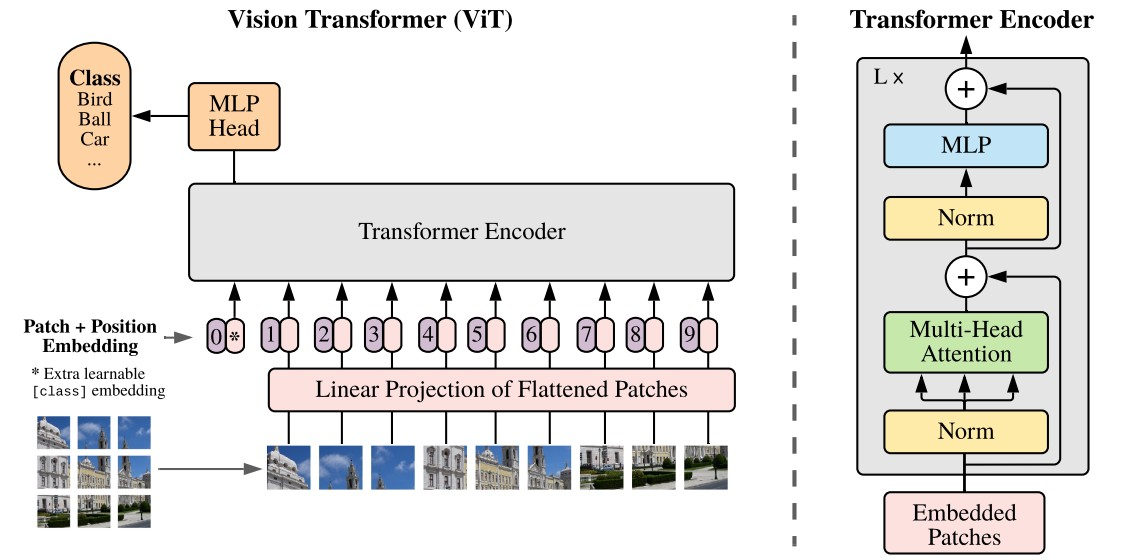 Vision Transformer (ViT)
Class
Bird
Ball
Car
...
MLP
Head
Transformer Encoder
Patch + Position
Embedding
0 * 1 2 3 4 5 6 7 8 9
* Extra learnable
[class] embedding
Linear Projection of Flattened Patches
Transformer Encoder
L ×
+
MLP
Norm
+
Multi-Head
Attention
Norm
Embedded
Patches